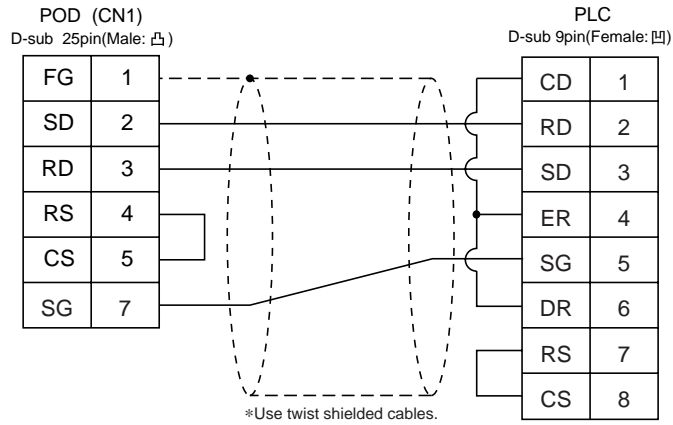 POD (CN1)
D-sub 25pin(Male: 凸)
FG 1
SD 2
RD 3
RS 4
CS 5
SG 7
PLC
D-sub 9pin(Female: 凹)
CD 1
RD 2
SD 3
ER 4
SG 5
DR 6
RS 7
CS 8
*Use twist shielded cables.